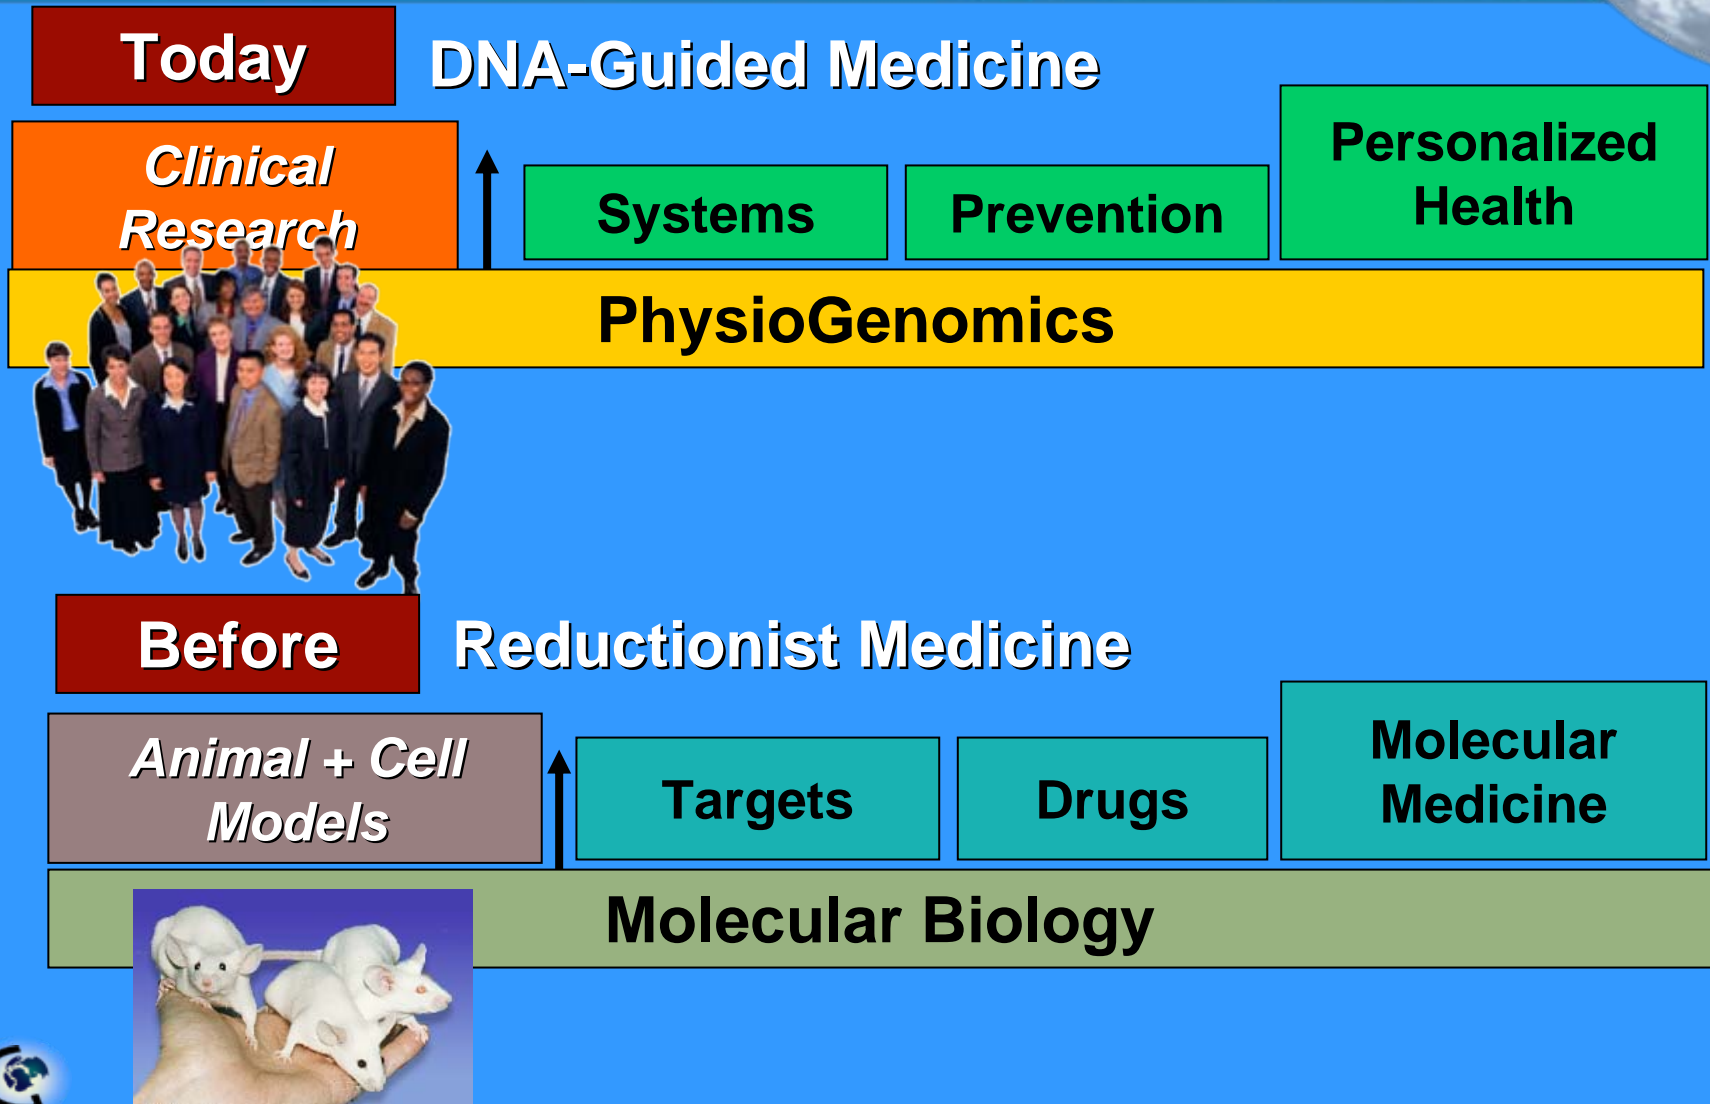 Today
DNA-Guided Medicine
Clinical
Research
Systems
Prevention
Personalized
Health
PhysioGenomics
Before
Reductionist Medicine
Animal + Cell
Models
Targets
Drugs
Molecular
Medicine
Molecular Biology